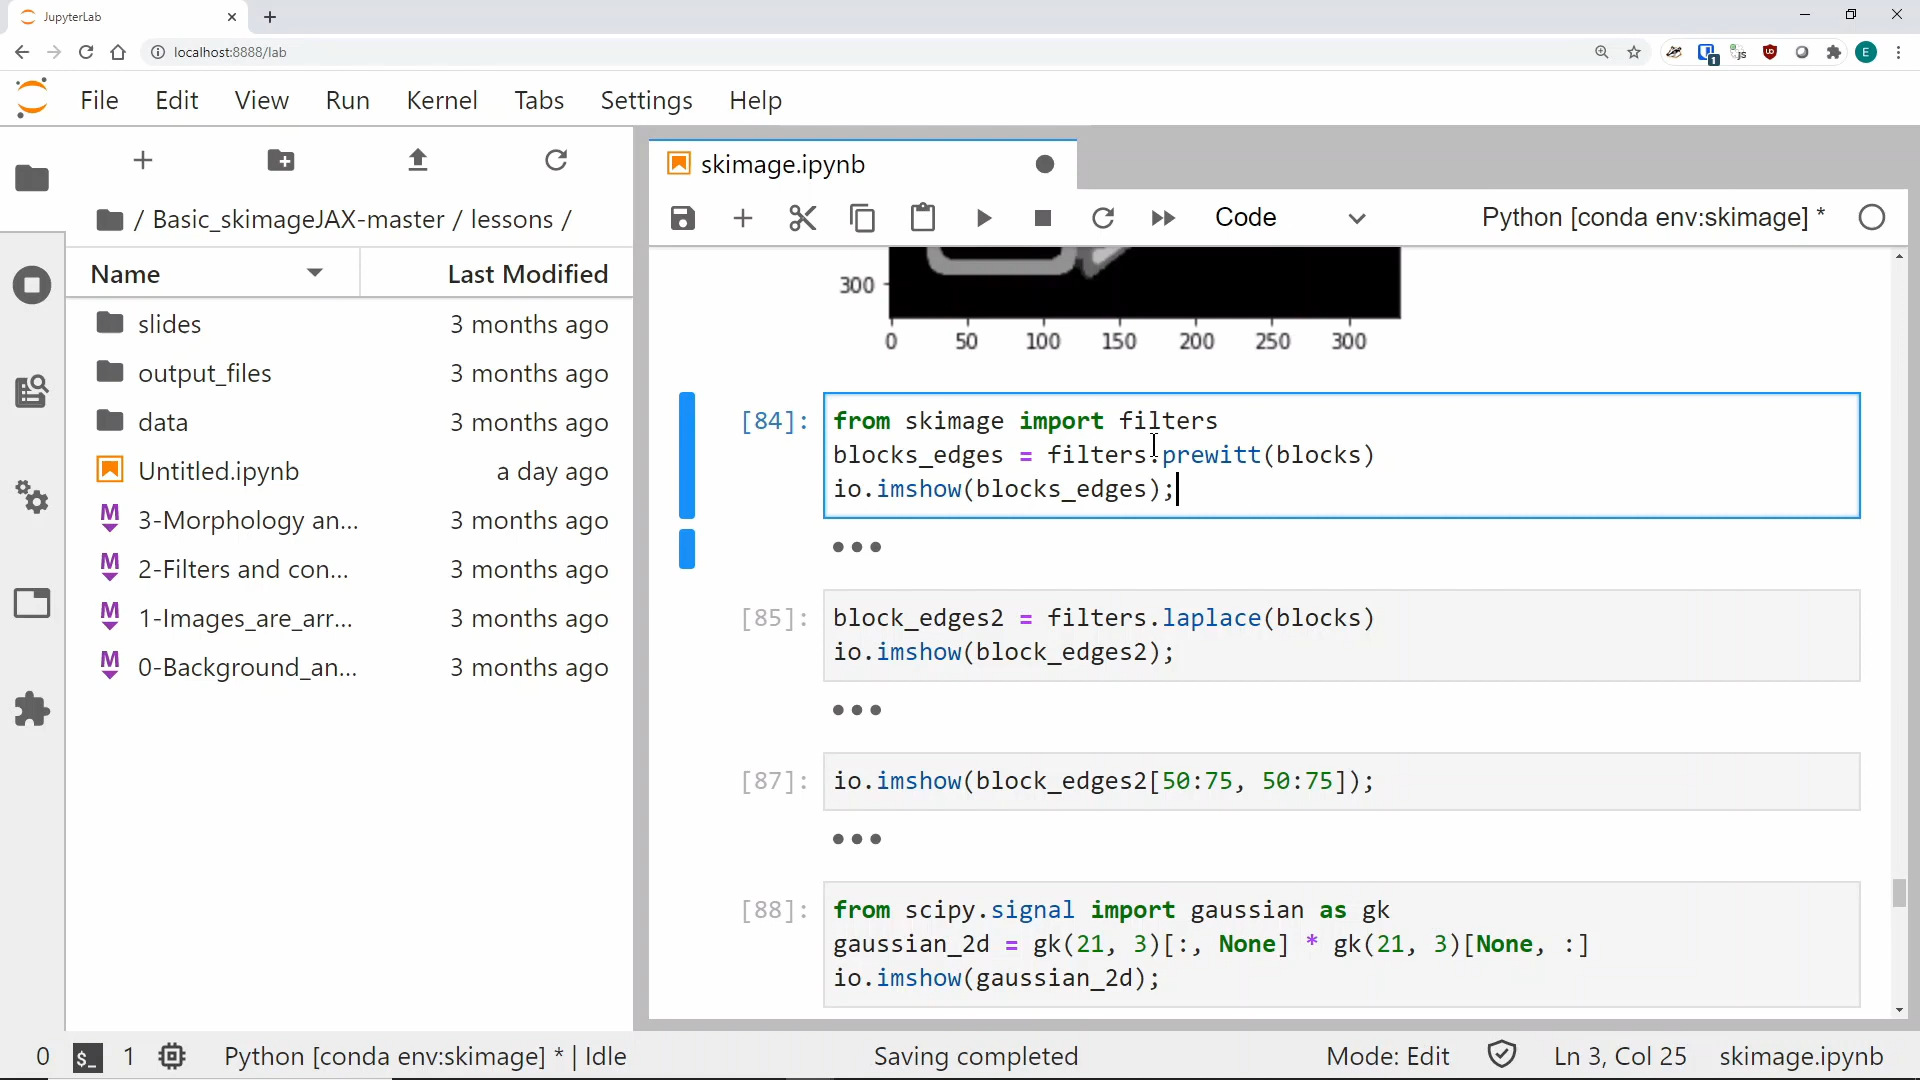 JupyterLab
localhost:8888/lab
1
JS
E
File Edit View Run Kernel Tabs Settings Help
/ Basic_skimageJAX-master / lessons /
Name Last Modified
slides 3 months ago
output_files 3 months ago
data 3 months ago
Untitled.ipynb a day ago
3-Morphology an... 3 months ago
2-Filters and con... 3 months ago
1-Images_are_arr... 3 months ago
0-Background_an... 3 months ago
skimage.ipynb
Code Python [conda env:skimage] *
300
0 50 100 150 200 250 300
[84]: from skimage import filters
blocks_edges = filters.prewitt(blocks)
io.imshow(blocks_edges);
[85]: block_edges2 = filters.laplace(blocks)
io.imshow(block_edges2);
[87]: io.imshow(block_edges2[50:75, 50:75]);
[88]: from scipy.signal import gaussian as gk
gaussian_2d = gk(21, 3)[:, None] * gk(21, 3)[None, :]
io.imshow(gaussian_2d);
0 $_ 1 Python [conda env:skimage] * | Idle Saving completed Mode: Edit Ln 3, Col 25 skimage.ipynb